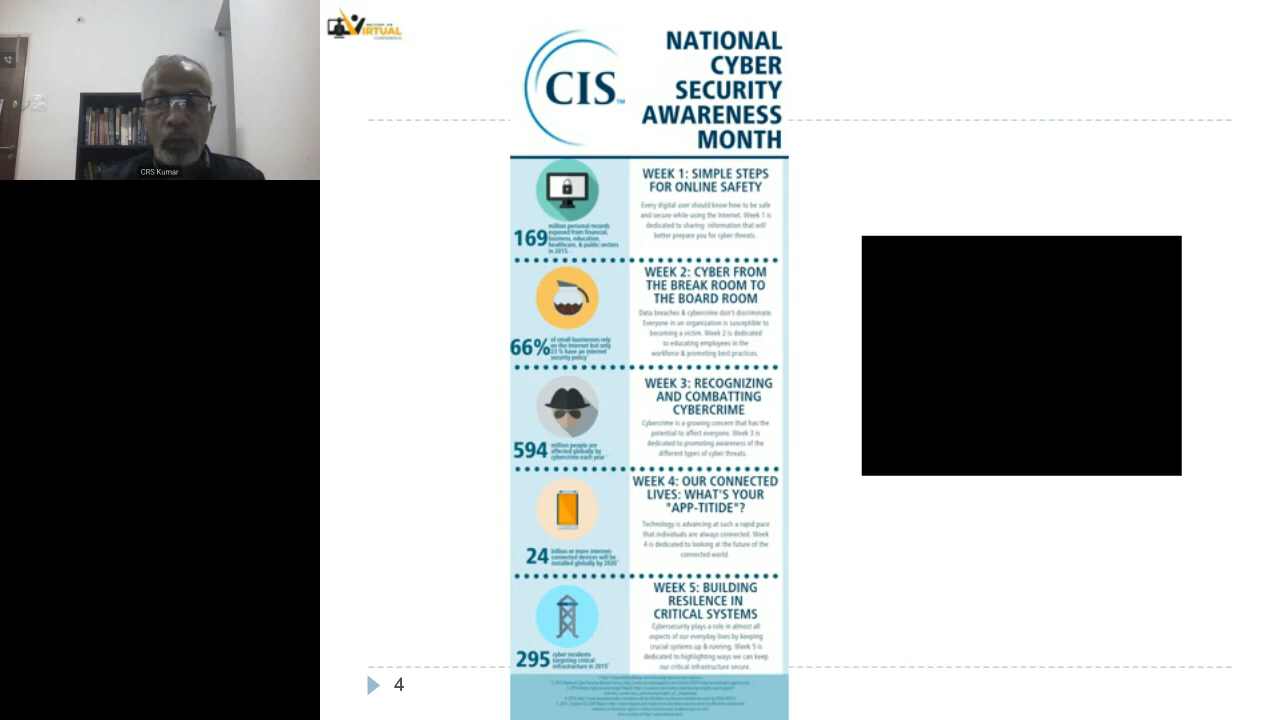 VIRTUAL
CONFERENCE
CRS Kumar
CIS
NATIONAL
CYBER
SECURITY
AWARENESS
MONTH
WEEK 1: SIMPLE STEPS
FOR ONLINE SAFETY
Every digital user should know how to be safe
and secure while using the Internet. Week 1 is
dedicated to sharing information that will
better prepare you for cyber threats.
169 million personal records
exposed from financial,
business, education,
healthcare, & public sectors
in 2015.
WEEK 2: CYBER FROM
THE BREAK ROOM TO
THE BOARD ROOM
Data breaches & cybercrime don't discriminate.
Everyone in an organization is susceptible to
becoming a victim. Week 2 is dedicated
to educating employees in the
workforce & promoting best practices.
66% of small businesses rely
on the Internet but only
23 % have an internet
security policy
WEEK 3: RECOGNIZING
AND COMBATTING
CYBERCRIME
Cybercrime is a growing concern that has the
potential to affect everyone. Week 3 is
dedicated to promoting awareness of the
different types of cyber threats.
594 million people are
affected globally by
cybercrime each year
WEEK 4: OUR CONNECTED
LIVES: WHAT'S YOUR
"APP-TITIDE"?
Technology is advancing at such a rapid pace
that individuals are always connected. Week
4 is dedicated to looking at the future of the
connected world.
24 billion or more internet-
connected devices will be
installed globally by 2020
WEEK 5: BUILDING
RESILENCE IN
CRITICAL SYSTEMS
Cybersecurity plays a role in almost all
aspects of our everyday lives by keeping
crucial systems up & running. Week 5 is
dedicated to highlighting ways we can keep
our critical infrastructure secure.
295 cyber incidents
targeting critical
infrastructure in 2015
4